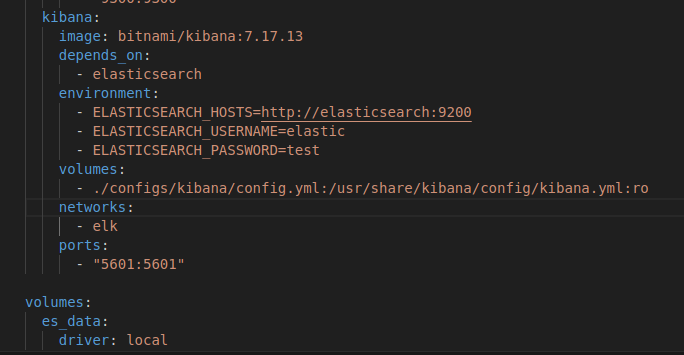 kibana:
image: bitnami/kibana:7.17.13
depends_on:
- elasticsearch
environment:
- ELASTICSEARCH_HOSTS=http://elasticsearch:9200
- ELASTICSEARCH_USERNAME=elastic
- ELASTICSEARCH_PASSWORD=test
volumes:
- ./configs/kibana/config.yml:/usr/share/kibana/config/kibana.yml:ro
networks:
- elk
ports:
- "5601:5601"
volumes:
es_data:
driver: local